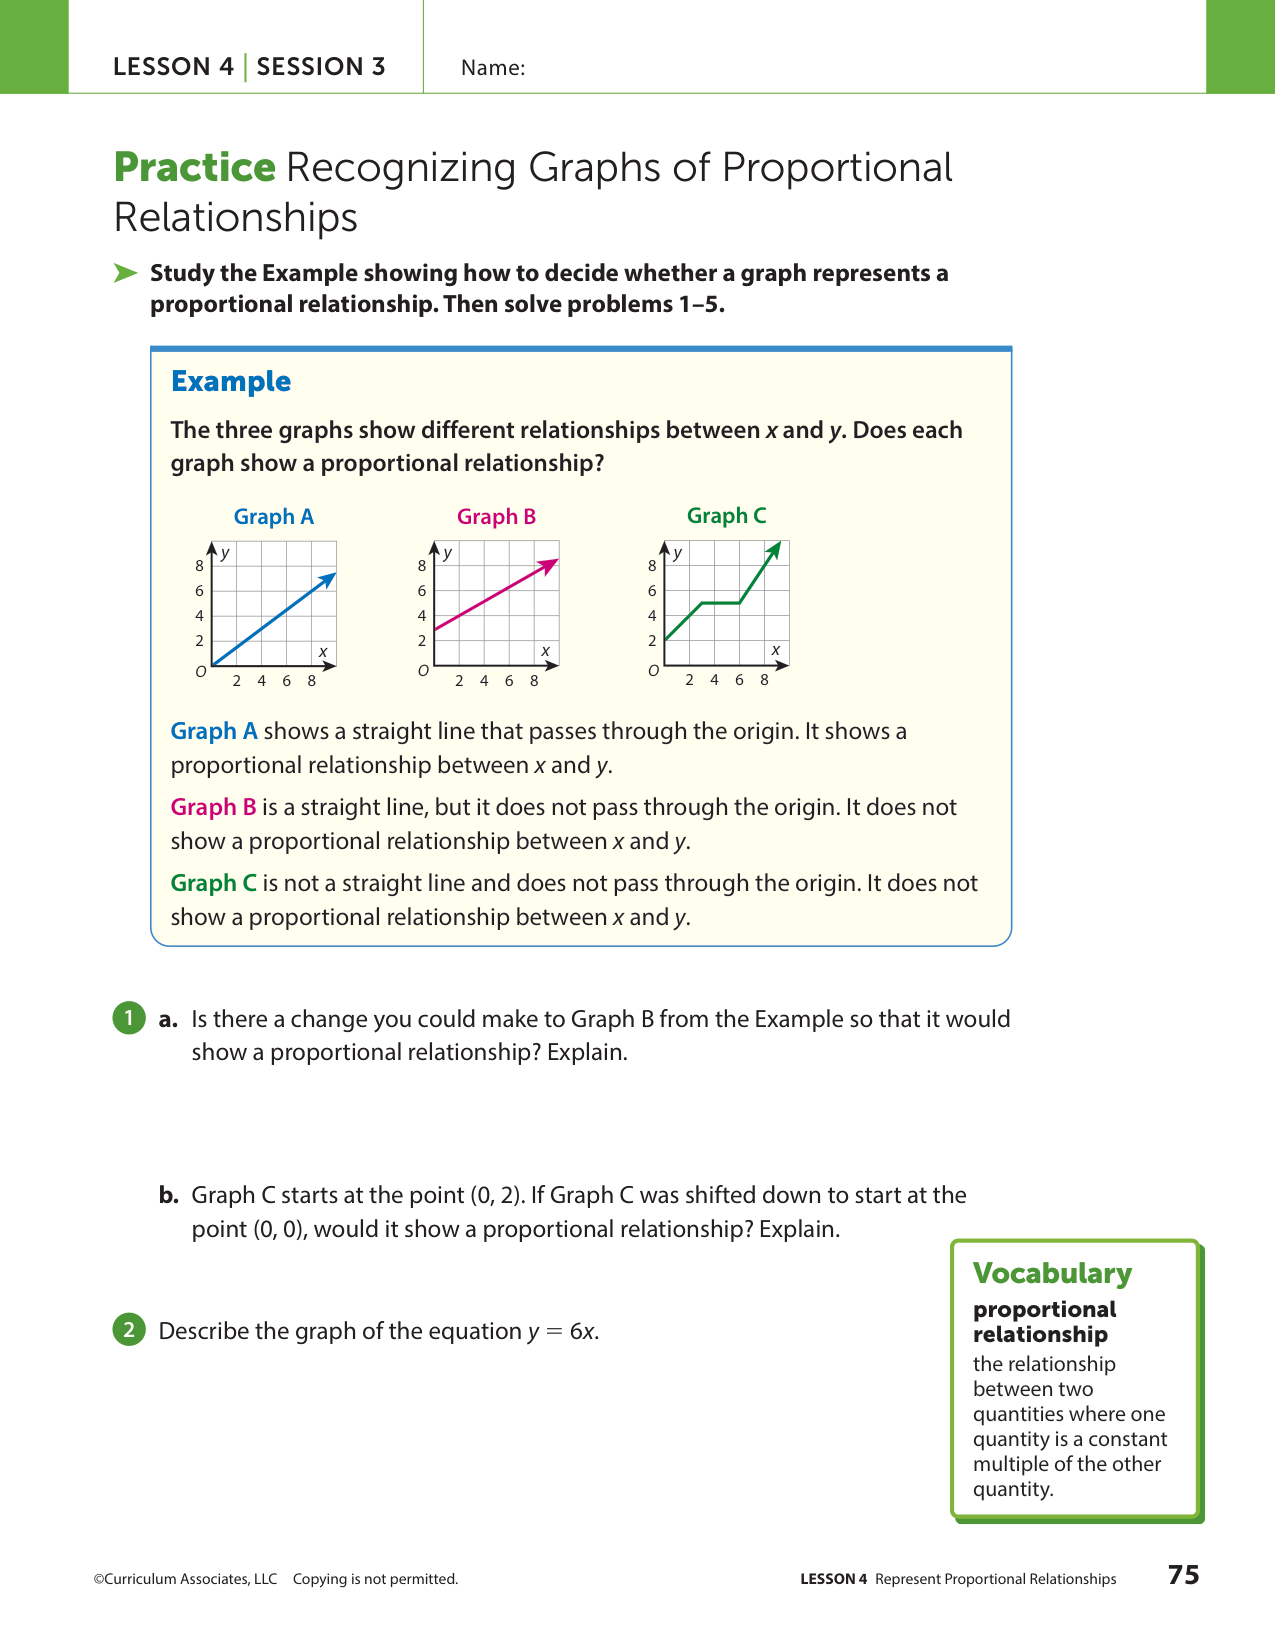 LESSON 4 | SESSION 3
Name:
Practice Recognizing Graphs of Proportional
Relationships
Study the Example showing how to decide whether a graph represents a
proportional relationship. Then solve problems 1–5.
Example
The three graphs show different relationships between x and y. Does each
graph show a proportional relationship?
Graph A
y
8
6
4
2
O
2 4 6 8
x
Graph B
y
8
6
4
2
O
2 4 6 8
x
Graph C
y
8
6
4
2
O
2 4 6 8
x
Graph A shows a straight line that passes through the origin. It shows a
proportional relationship between x and y.
Graph B is a straight line, but it does not pass through the origin. It does not
show a proportional relationship between x and y.
Graph C is not a straight line and does not pass through the origin. It does not
show a proportional relationship between x and y.
1 a. Is there a change you could make to Graph B from the Example so that it would
show a proportional relationship? Explain.
b. Graph C starts at the point (0, 2). If Graph C was shifted down to start at the
point (0, 0), would it show a proportional relationship? Explain.
2 Describe the graph of the equation y = 6x.
Vocabulary
proportional
relationship
the relationship
between two
quantities where one
quantity is a constant
multiple of the other
quantity.
©Curriculum Associates, LLC Copying is not permitted.
LESSON 4 Represent Proportional Relationships
75